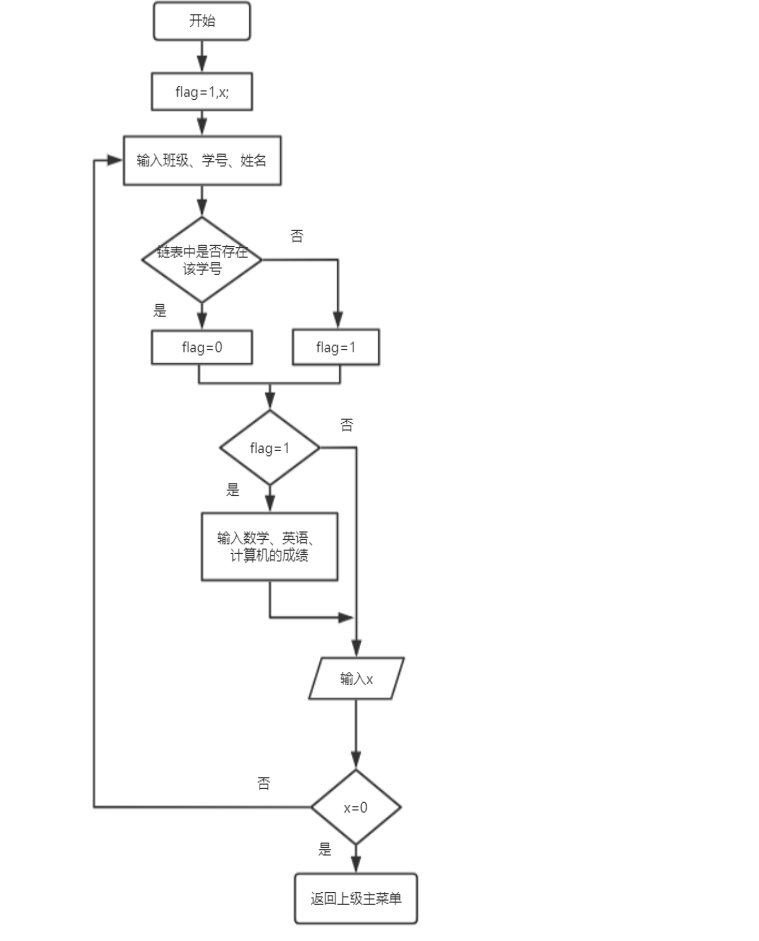 开始
flag=1,x;
输入班级、学号、姓名
链表中是否存在
该学号
否
是
flag=0
flag=1
flag=1
否
是
输入数学、英语、
计算机的成绩
输入x
x=0
否
是
返回上级主菜单